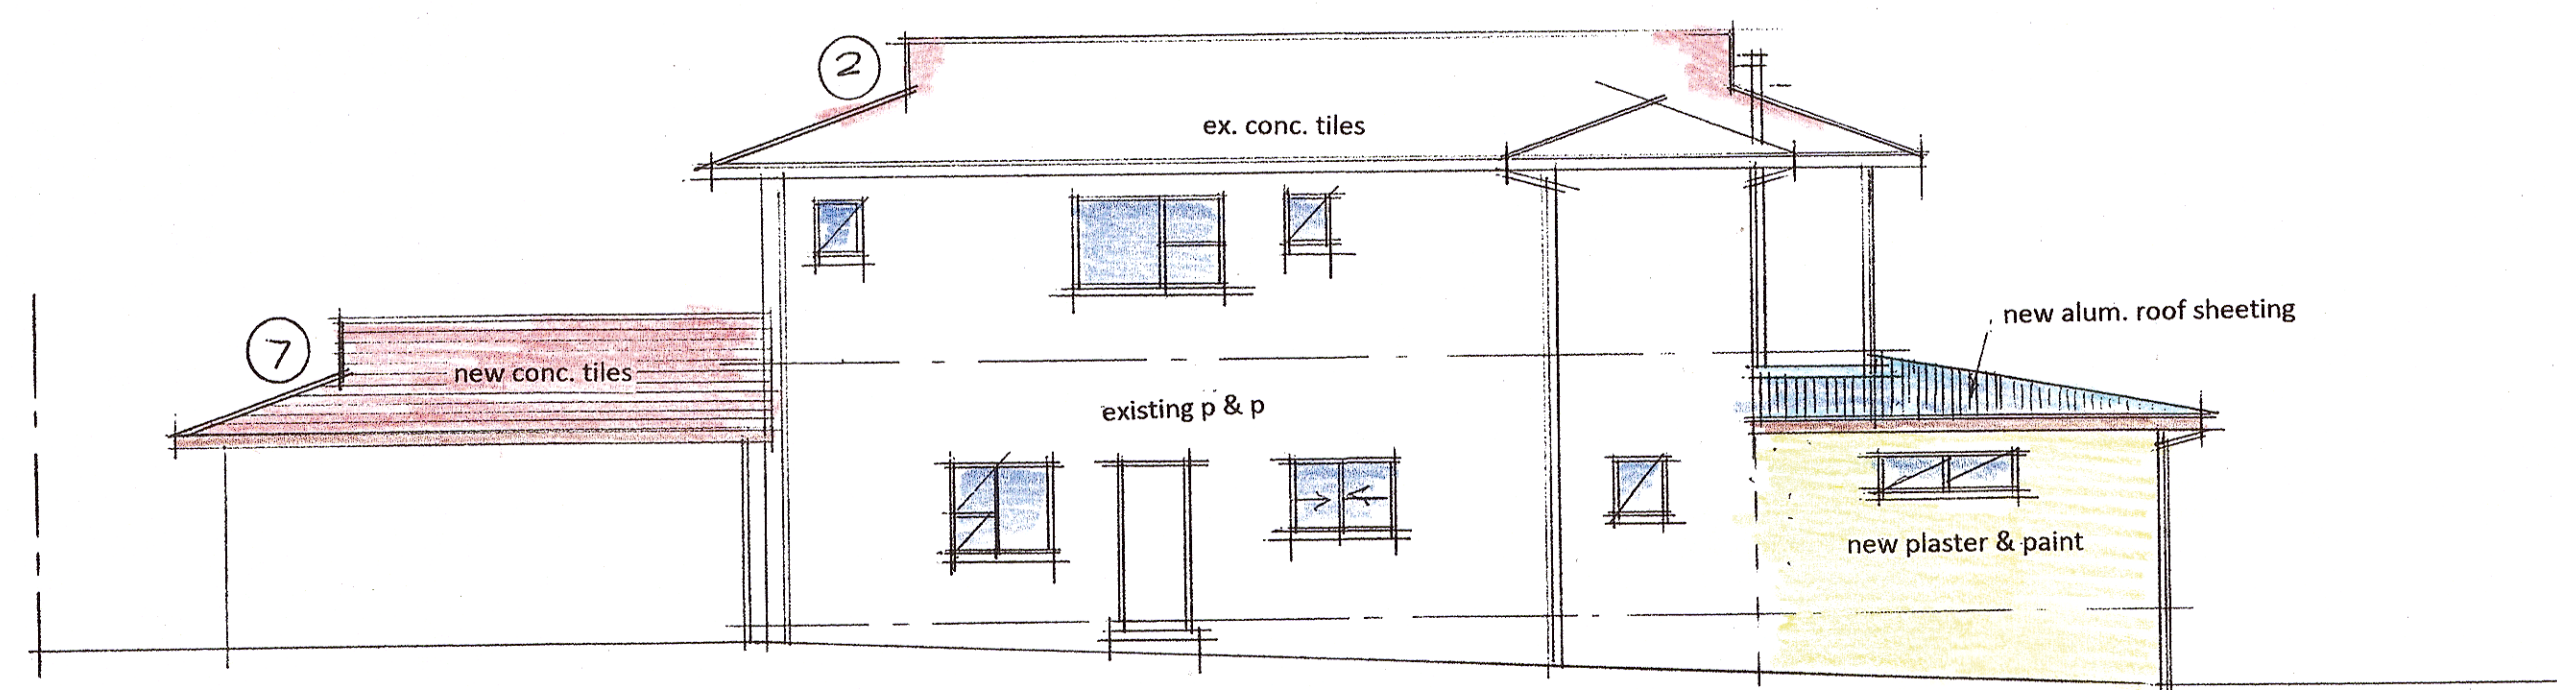 2
ex. conc. tiles
new alum. roof sheeting
7
new conc. tiles
existing p & p
new plaster & paint